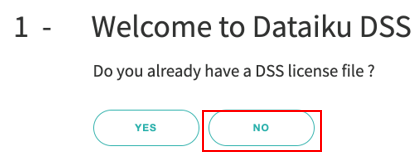 1 - Welcome to Dataiku DSS
Do you already have a DSS license file ?
YES NO